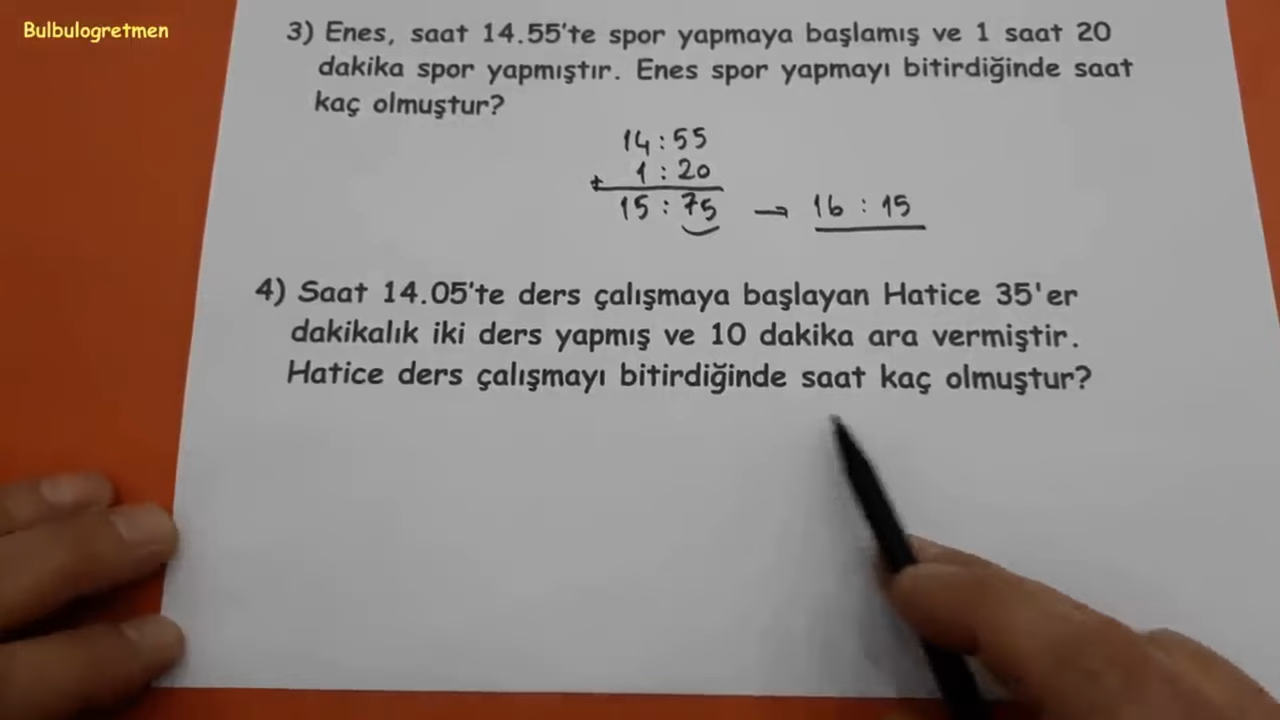 Bulbulogretmen
3) Enes, saat 14.55'te spor yapmaya başlamış ve 1 saat 20
dakika spor yapmıştır. Enes spor yapmayı bitirdiğinde saat
kaç olmuştur?
14:55
+ 1:20
15:75 → 16:15
4) Saat 14.05'te ders çalışmaya başlayan Hatice 35'er
dakikalık iki ders yapmış ve 10 dakika ara vermiştir.
Hatice ders çalışmayı bitirdiğinde saat kaç olmuştur?